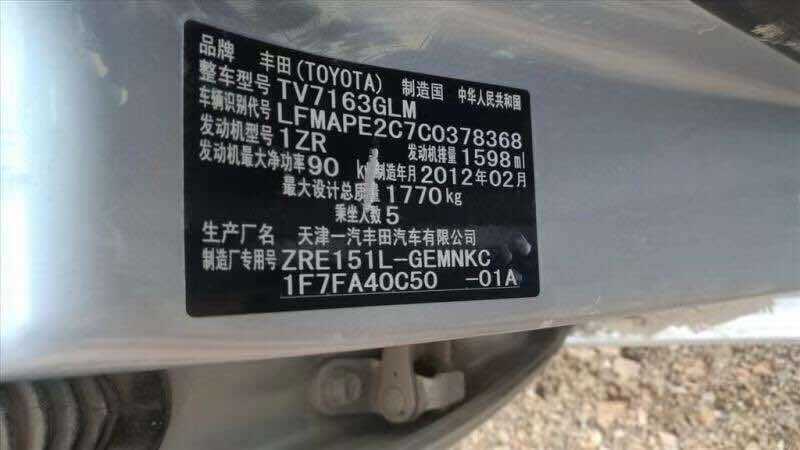 品牌 丰田(TOYOTA) 制造国 中华人民共和国
整车型号 TV7163GLM
车辆识别代号 LFMAPE2C7C0378368
发动机型号 1ZR 发动机排量 1598ml
发动机最大净功率 90 kw 制造年月 2012年02月
最大设计总质量 1770kg
乘坐人数 5
生产厂名 天津一汽丰田汽车有限公司
制造厂专用号 ZRE151L-GEMNKC
1F7FA40C50 -01A